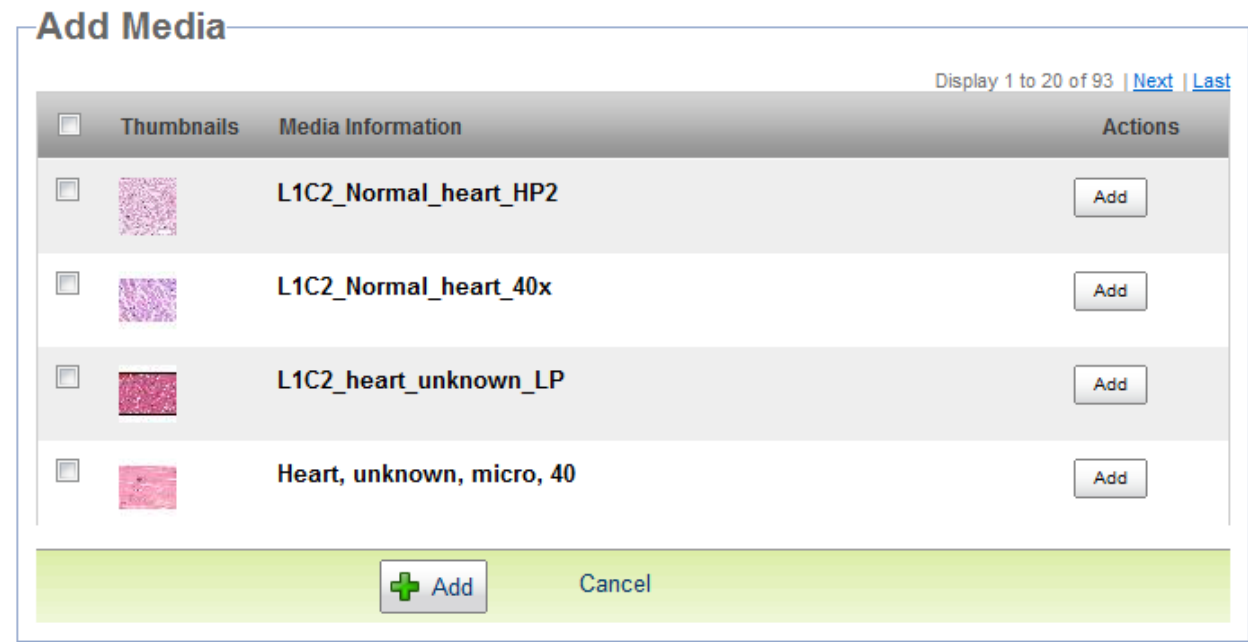 Add Media
Display 1 to 20 of 93 | Next | Last
Thumbnails Media Information Actions
L1C2_Normal_heart_HP2 Add
L1C2_Normal_heart_40x Add
L1C2_heart_unknown_LP Add
Heart, unknown, micro, 40 Add
Add Cancel